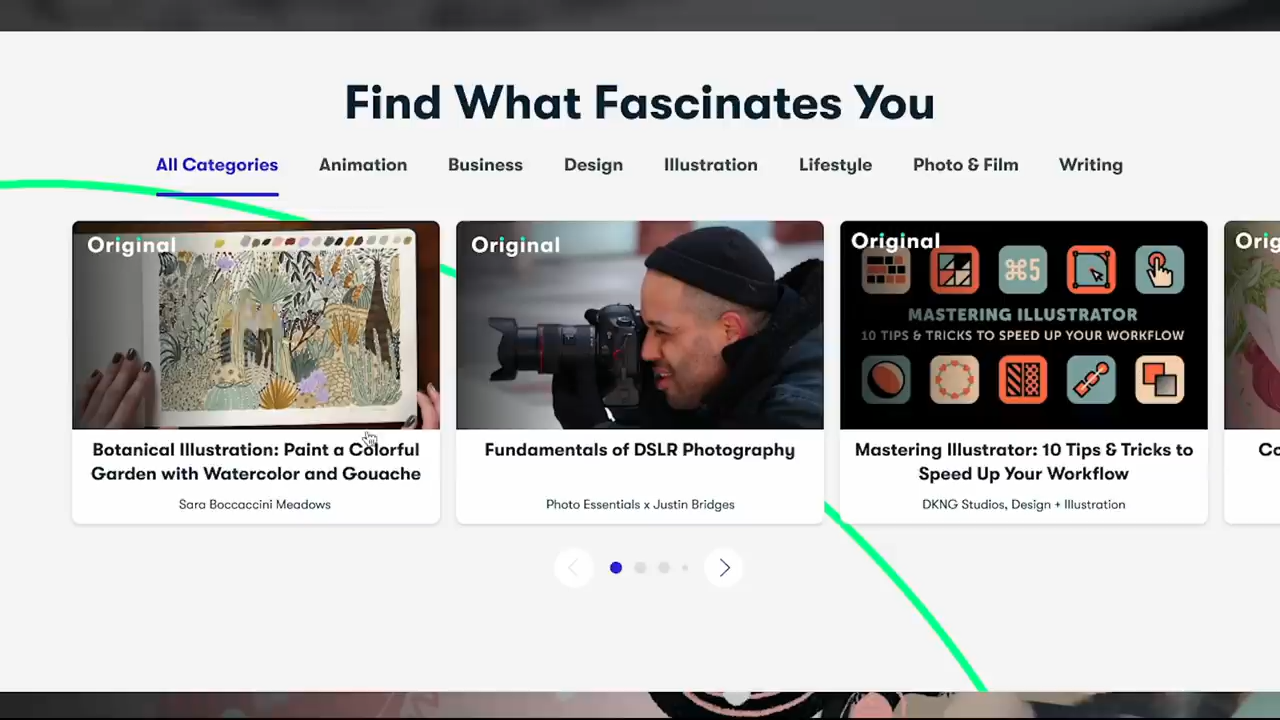 Find What Fascinates You
All Categories Animation Business Design Illustration Lifestyle Photo & Film Writing
Original
Botanical Illustration: Paint a Colorful
Garden with Watercolor and Gouache
Sara Boccaccini Meadows
Original
Fundamentals of DSLR Photography
Photo Essentials x Justin Bridges
Original
⌘5
MASTERING ILLUSTRATOR
10 TIPS & TRICKS TO SPEED UP YOUR WORKFLOW
Mastering Illustrator: 10 Tips & Tricks to
Speed Up Your Workflow
DKNG Studios, Design + Illustration
Orig
Co